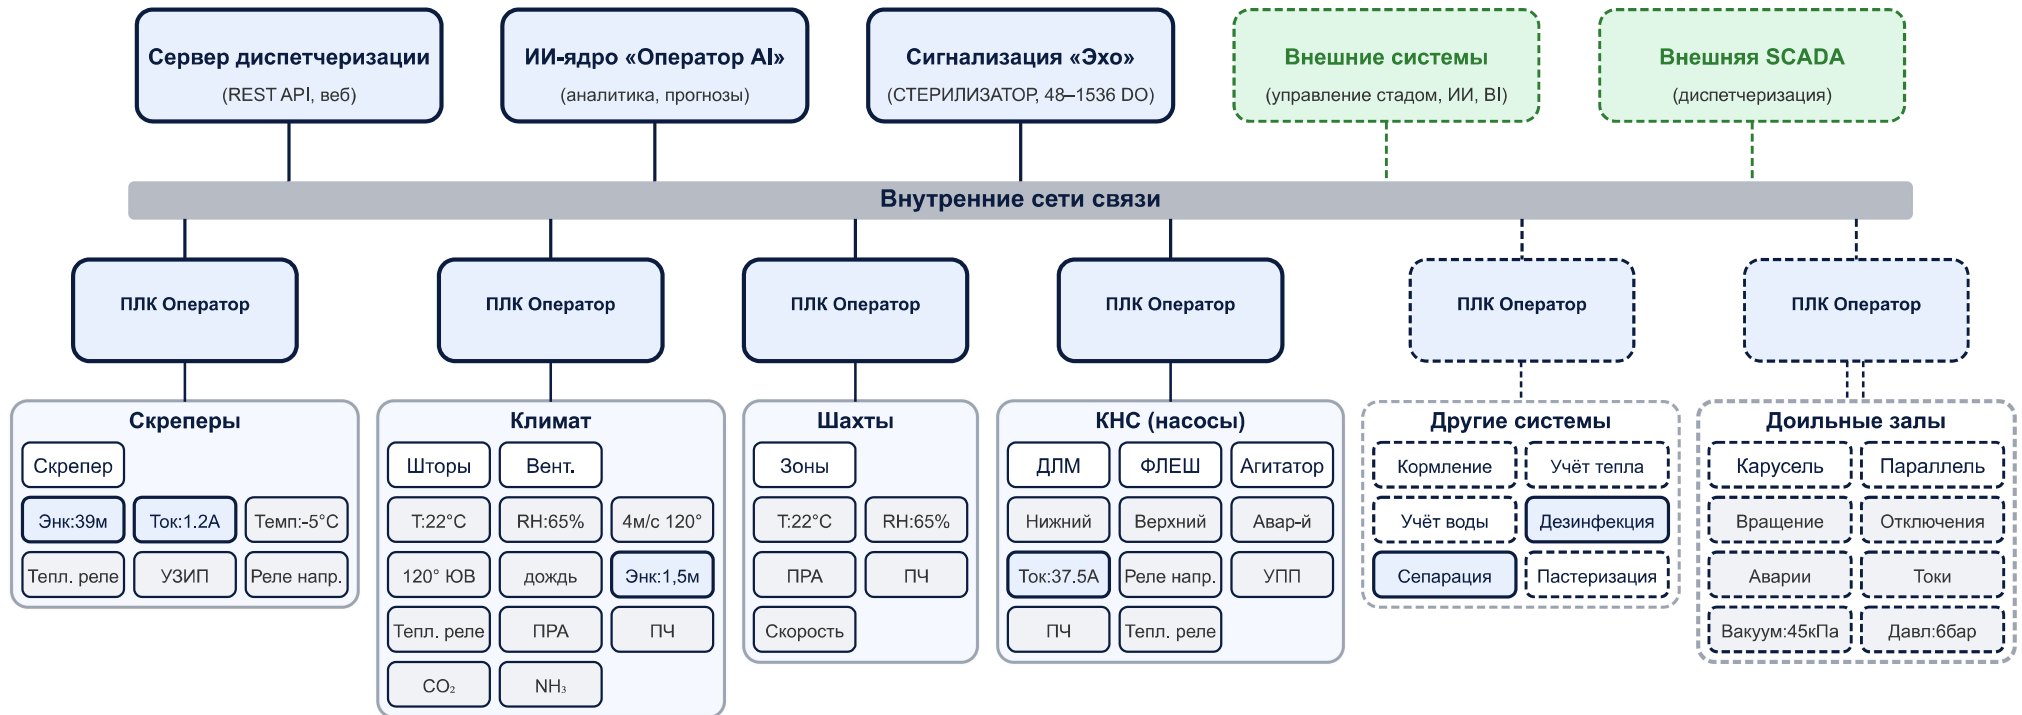 Сервер диспетчеризации
(REST API, веб)
ИИ-ядро «Оператор AI»
(аналитика, прогнозы)
Сигнализация «Эхо»
(СТЕРИЛИЗАТОР, 48–1536 DO)
Внешние системы
(управление стадом, ИИ, BI)
Внешняя SCADA
(диспетчеризация)
Внутренние сети связи
ПЛК Оператор
ПЛК Оператор
ПЛК Оператор
ПЛК Оператор
ПЛК Оператор
ПЛК Оператор
Скреперы
Скрепер
Энк:39м
Ток:1.2А
Темп:-5°C
Тепл. реле
УЗИП
Реле напр.
Климат
Шторы
Вент.
T:22°C
RH:65%
4м/с 120°
120° ЮВ
дождь
Энк:1,5м
Тепл. реле
ПРА
ПЧ
CO₂
NH₃
Шахты
Зоны
T:22°C
RH:65%
ПРА
ПЧ
Скорость
КНС (насосы)
ДЛМ
ФЛЕШ
Агитатор
Нижний
Верхний
Авар-й
Ток:37.5А
Реле напр.
УПП
ПЧ
Тепл. реле
Другие системы
Кормление
Учёт тепла
Учёт воды
Дезинфекция
Сепарация
Пастеризация
Доильные залы
Карусель
Параллель
Вращение
Отключения
Аварии
Токи
Вакуум:45кПа
Давл:6бар